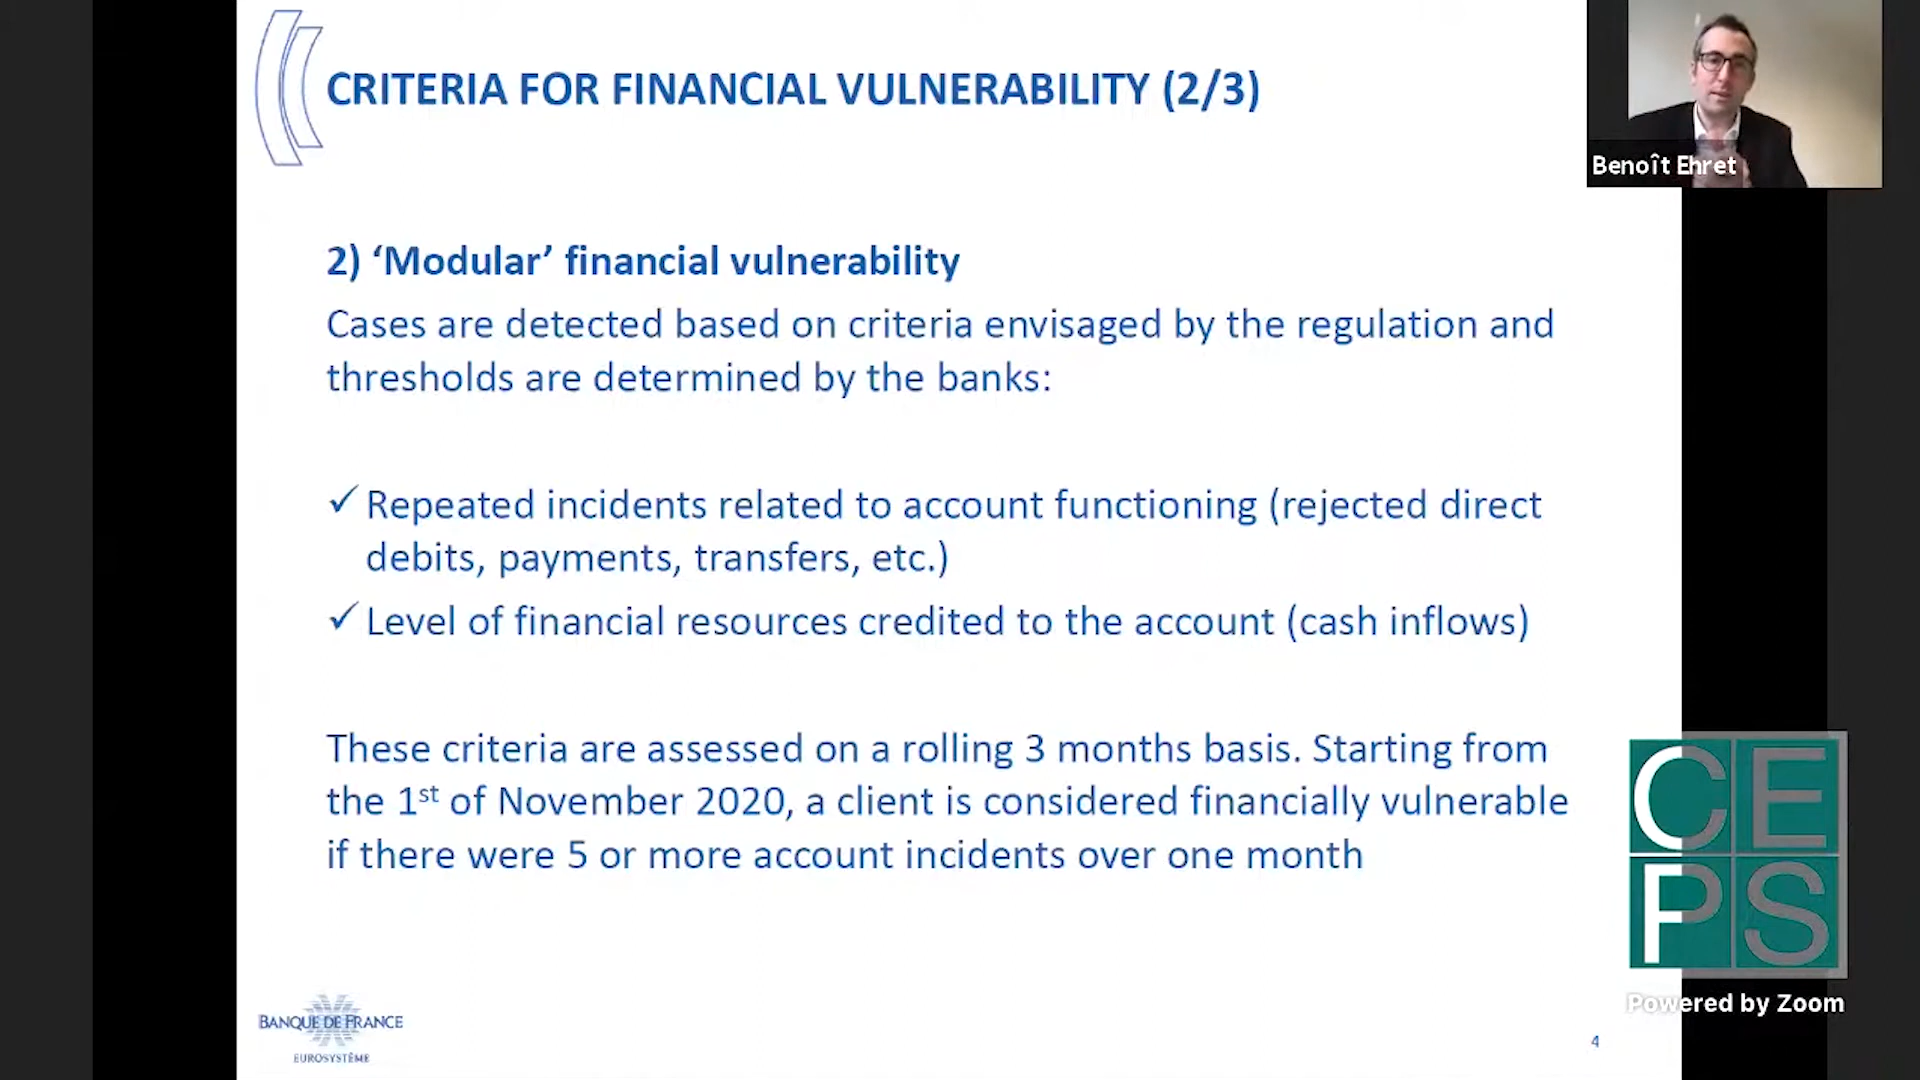 CRITERIA FOR FINANCIAL VULNERABILITY (2/3)
Benoît Ehret
2) ‘Modular’ financial vulnerability
Cases are detected based on criteria envisaged by the regulation and
thresholds are determined by the banks:
✓ Repeated incidents related to account functioning (rejected direct
debits, payments, transfers, etc.)
✓ Level of financial resources credited to the account (cash inflows)
These criteria are assessed on a rolling 3 months basis. Starting from
the 1st of November 2020, a client is considered financially vulnerable
if there were 5 or more account incidents over one month
CE
PS
Powered by Zoom
BANQUE DE FRANCE
EUROSYSTÈME
4